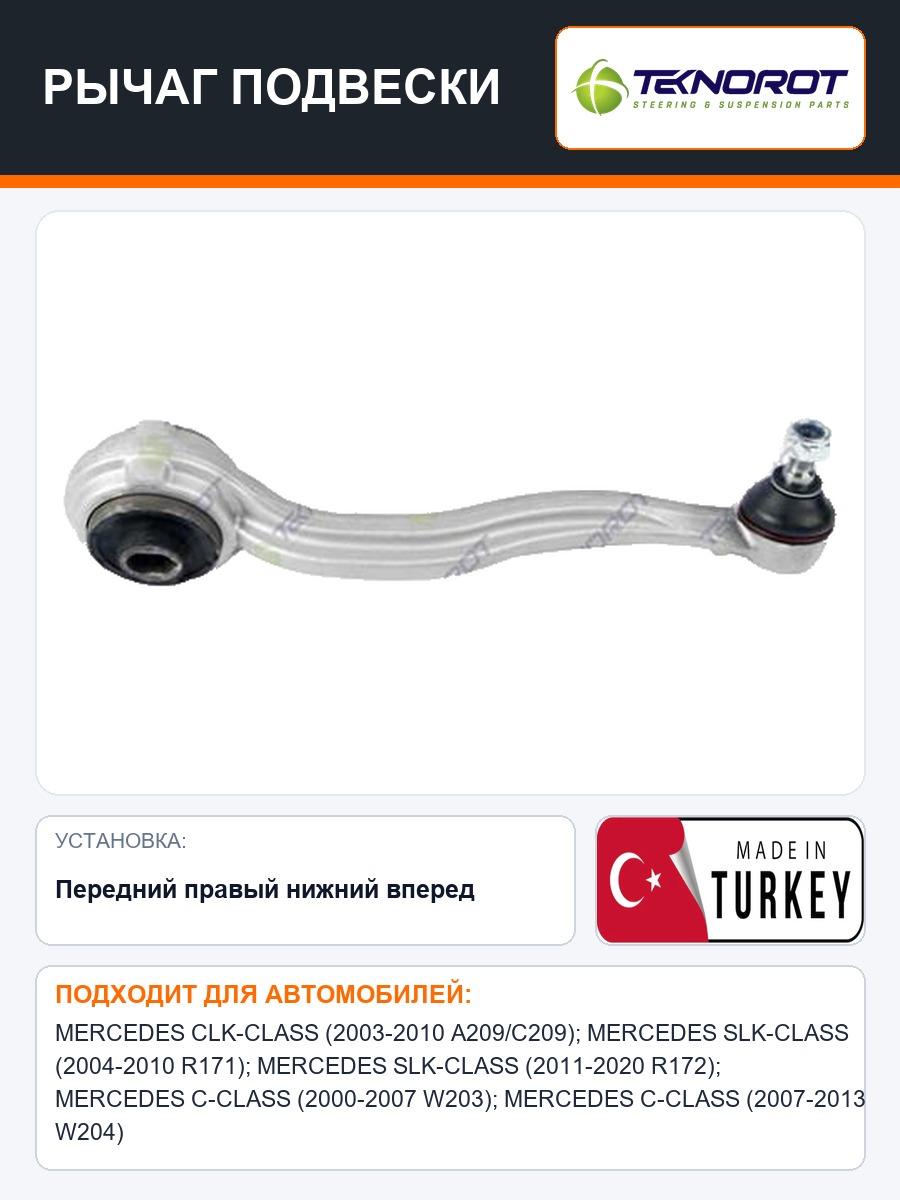 РЫЧАГ ПОДВЕСКИ
TEKNOROT
STEERING & SUSPENSION PARTS
TEKNOROT
TEKNOROT
УСТАНОВКА:
Передний правый нижний вперед
MADE IN
TURKEY
ПОДХОДИТ ДЛЯ АВТОМОБИЛЕЙ:
MERCEDES CLK-CLASS (2003-2010 A209/C209); MERCEDES SLK-CLASS
(2004-2010 R171); MERCEDES SLK-CLASS (2011-2020 R172);
MERCEDES C-CLASS (2000-2007 W203); MERCEDES C-CLASS (2007-2013
W204)